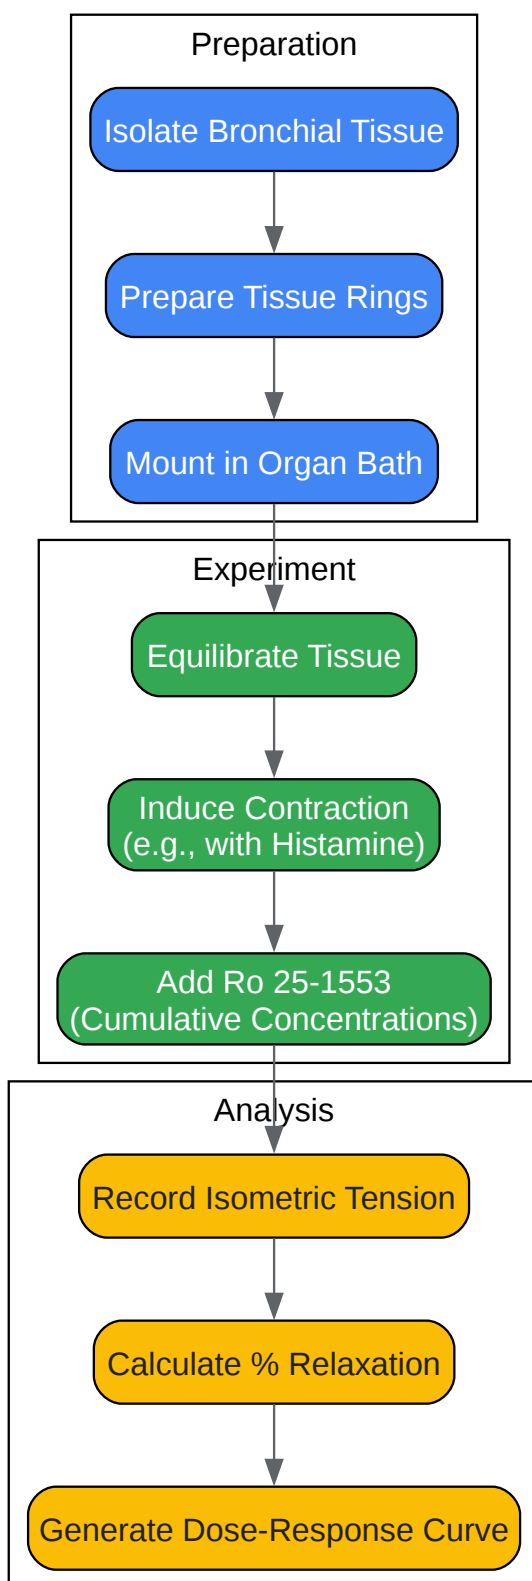 Preparation
Isolate Bronchial Tissue
Prepare Tissue Rings
Mount in Organ Bath
Experiment
Equilibrate Tissue
Induce Contraction
(e.g., with Histamine)
Add Ro 25-1553
(Cumulative Concentrations)
Analysis
Record Isometric Tension
Calculate % Relaxation
Generate Dose-Response Curve